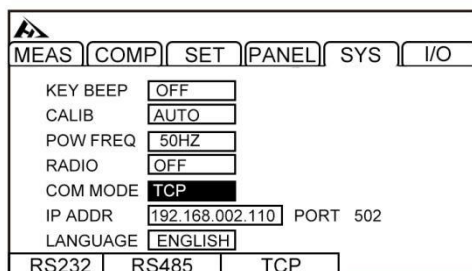 MEAS COMP SET PANEL SYS I/O
KEY BEEP OFF
CALIB AUTO
POW FREQ 50HZ
RADIO OFF
COM MODE TCP
IP ADDR 192.168.002.110 PORT 502
LANGUAGE ENGLISH
RS232 RS485 TCP